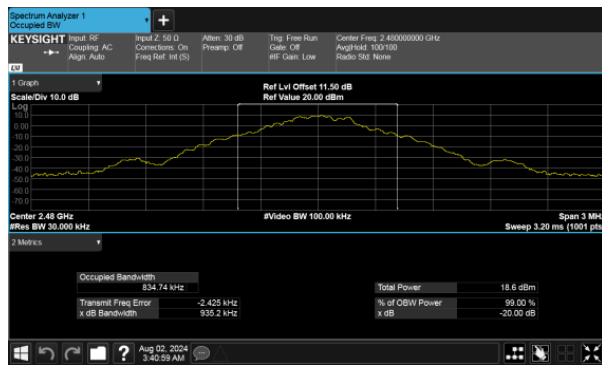 Spectrum Analyzer 1
Occupied BW
+
KEYSIGHT Input: RF Input Z: 50 Ω Atten: 30 dB Trig: Free Run Center Freq: 2.480000000 GHz
Coupling: AC Corrections: On Preamp: Off Gate: Off Avg|Hold: 100/100
Align: Auto Freq Ref: Int (S) #IF Gain: Low Radio Std: None
1 Graph Ref Lvl Offset 11.50 dB
Scale/Div 10.0 dB Ref Value 20.00 dBm
Log
10.0
0.00
-10.0
-20.0
-30.0
-40.0
-50.0
-60.0
-70.0
Center 2.48 GHz #Video BW 100.00 kHz Span 3 MHz
#Res BW 30.000 kHz Sweep 3.20 ms (1001 pts
2 Metrics
Occupied Bandwidth
834.74 kHz Total Power 18.6 dBm
Transmit Freq Error -2.425 kHz % of OBW Power 99.00 %
x dB Bandwidth 935.2 kHz x dB -20.00 dB
? Aug 02, 2024
3:40:59 AM